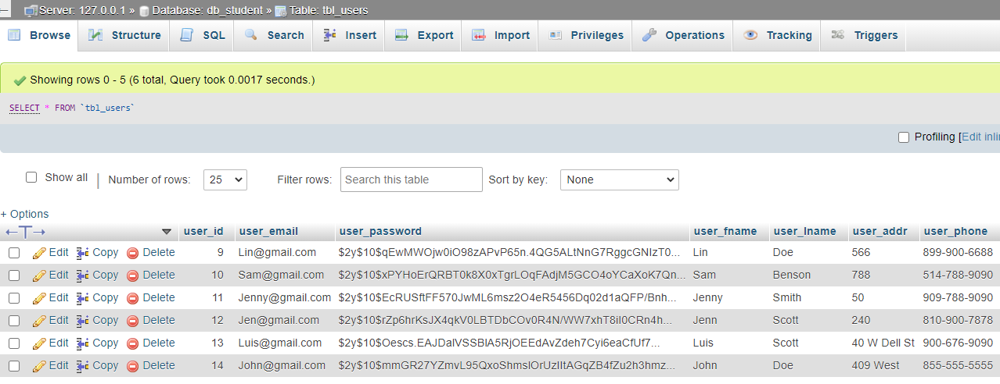 Server: 127.0.0.1 » Database: db_student » Table: tbl_users
Browse Structure SQL Search Insert Export Import Privileges Operations Tracking Triggers
Showing rows 0 - 5 (6 total, Query took 0.0017 seconds.)
SELECT * FROM `tbl_users`
Profiling [Edit inli
Show all | Number of rows: 25 Filter rows: Search this table Sort by key: None
+ Options
←T→ user_id user_email user_password user_fname user_lname user_addr user_phone
Edit Copy Delete 9 Lin@gmail.com $2y$10$qEwMWOjw0iO98zAPvP65n.4QG5ALtNnG7RggcGNIzT0... Lin Doe 566 899-900-6688
Edit Copy Delete 10 Sam@gmail.com $2y$10$xPYHoErQRBT0k8X0xTgrLOqFAdjM5GCO4oYCaXoK7Qn... Sam Benson 788 514-788-9090
Edit Copy Delete 11 Jenny@gmail.com $2y$10$EcRUSftFF570JwML6msz2O4eR5456Dq02d1aQFP/Bnh... Jenny Smith 50 909-788-9090
Edit Copy Delete 12 Jen@gmail.com $2y$10$rZp6hrKsJX4qkV0LBTDbCOv0R4N/WW7xhT8iI0CRn4h... Jenn Scott 240 810-900-7878
Edit Copy Delete 13 Luis@gmail.com $2y$10$Oescs.EAJDalVSSBlA5RjOEEdAvZdeh7Cyi6eaCfUf7... Luis Scott 40 W Dell St 900-676-9090
Edit Copy Delete 14 John@gmail.com $2y$10$mmGR27YZmvL95QxoShmslOrUzIItAGqZB4fZu2h3hmz... John Doe 409 West 855-555-5555